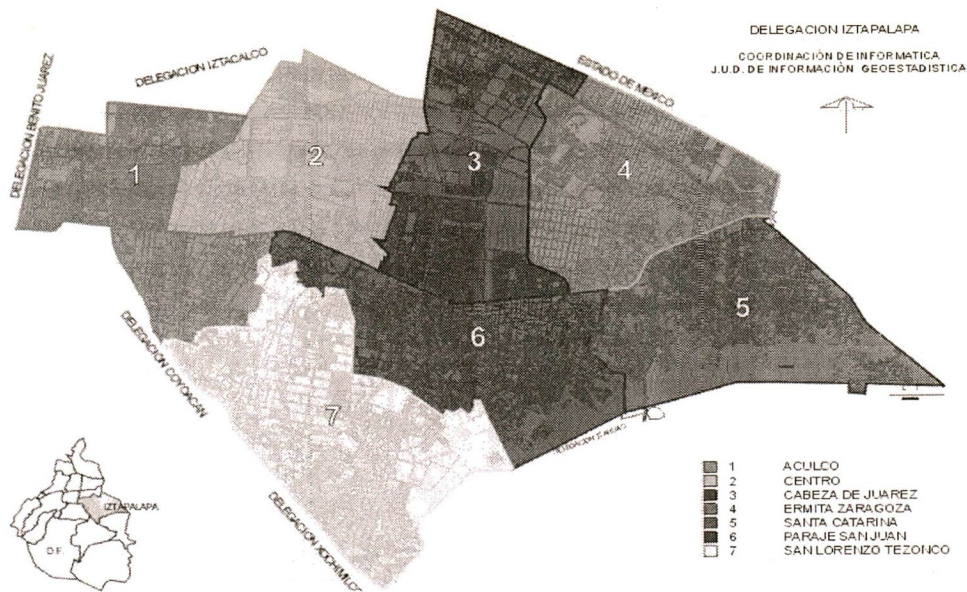 DELEGACION IZTAPALAPA
COORDINACIÓN DE INFORMATICA
J.U.D. DE INFORMACIÓN GEOESTADISTICA
DELEGACION BENITO JUAREZ
DELEGACION IZTACALCO
ESTADO DE MEXICO
1
2
3
4
5
6
7
DELEGACION COYOACAN
DELEGACION XOCHIMILCO
IZTAPALAPA
D.F.
1 ACULCO
2 CENTRO
3 CABEZA DE JUAREZ
4 ERMITA ZARAGOZA
5 SANTA CATARINA
6 PARAJE SAN JUAN
7 SAN LORENZO TEZONCO